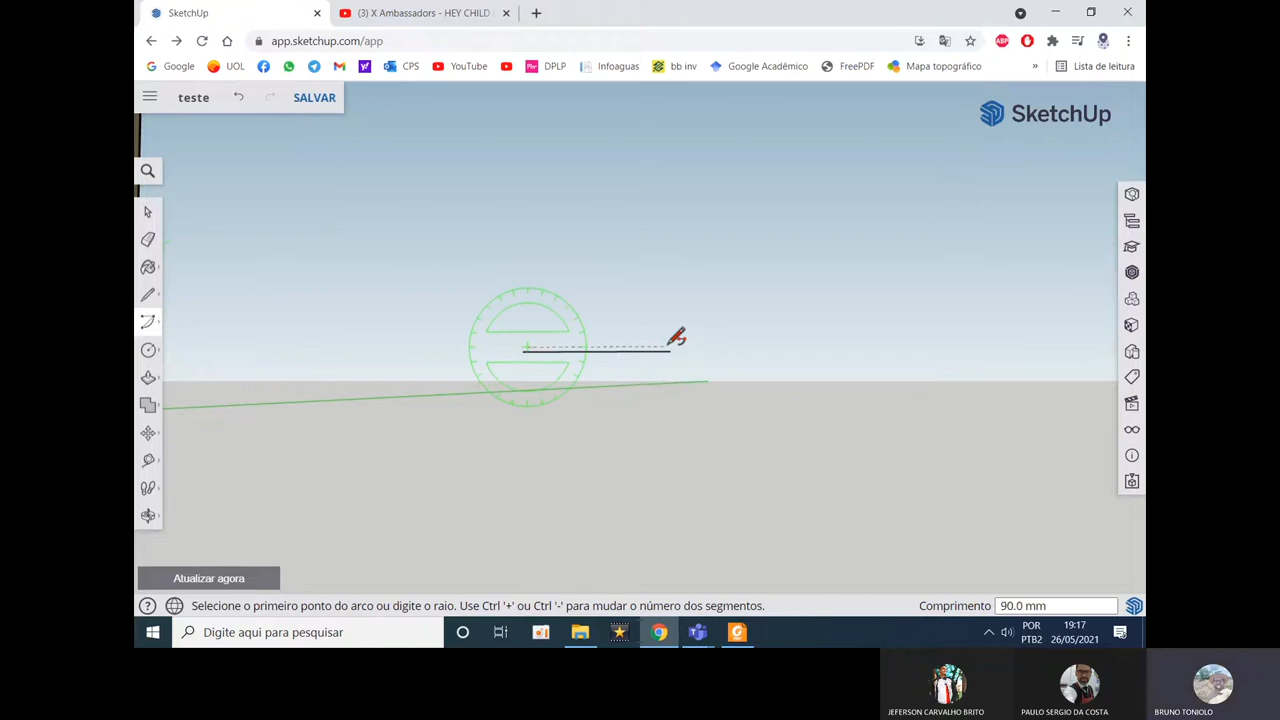 SketchUp
(3) X Ambassadors - HEY CHILD
app.sketchup.com/app
ABP
Google
UOL
CPS
YouTube
DPLP
Infoaguas
bb inv
Google Acadêmico
FreePDF
Mapa topográfico
»
Lista de leitura
teste
SALVAR
SketchUp
Atualizar agora
Selecione o primeiro ponto do arco ou digite o raio. Use Ctrl '+' ou Ctrl '-' para mudar o número dos segmentos.
Comprimento
90.0 mm
Digite aqui para pesquisar
POR
PTB2
19:17
26/05/2021
JEFERSON CARVALHO BRITO
PAULO SERGIO DA COSTA
BRUNO TONIOLO